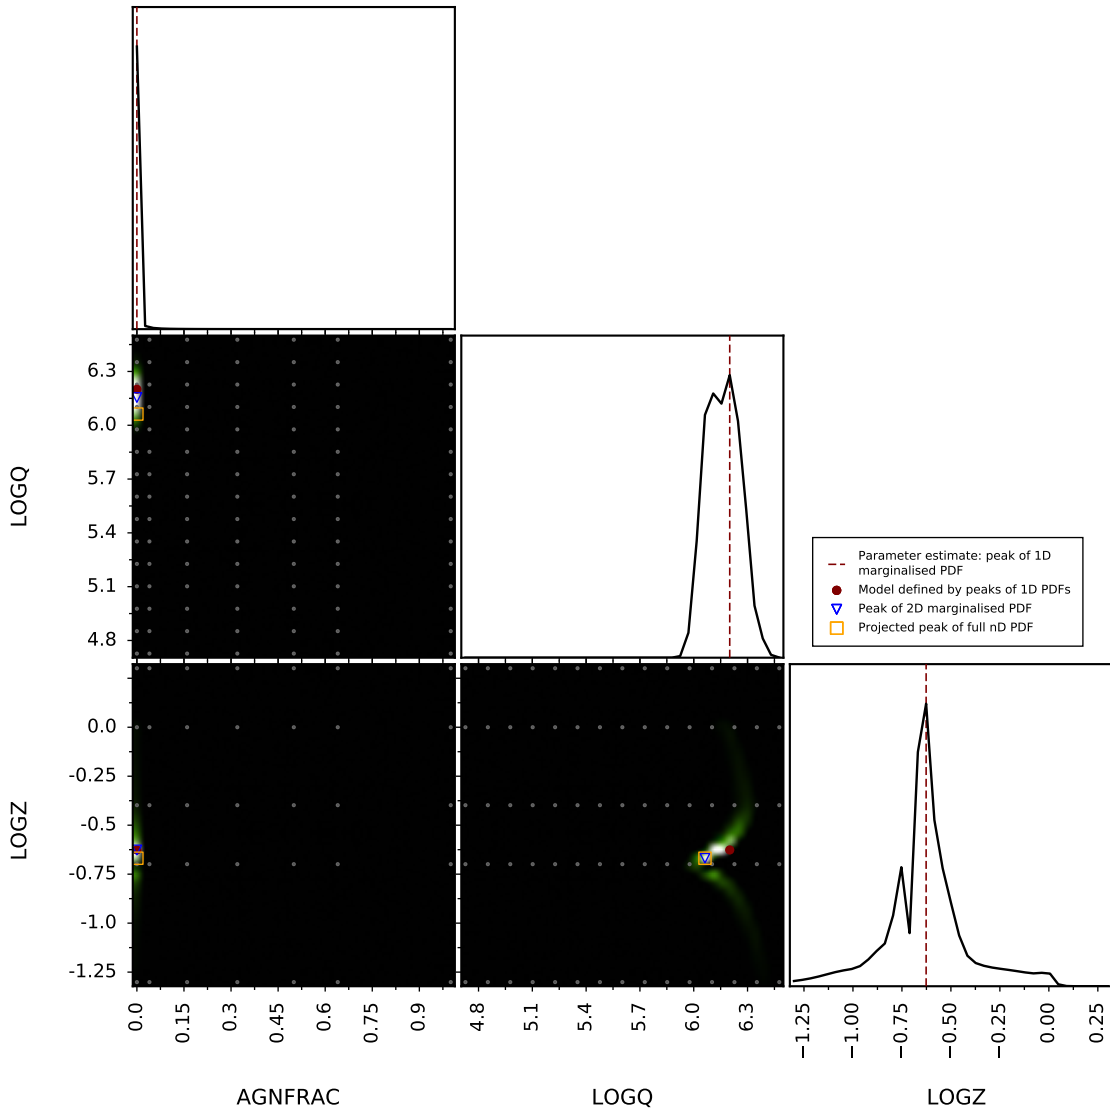 6.3
6.0
5.7
5.4
5.1
4.8
LOGQ
Parameter estimate: peak of 1D
marginalised PDF
Model defined by peaks of 1D PDFs
Peak of 2D marginalised PDF
Projected peak of full nD PDF
0.0
-0.25
-0.5
-0.75
-1.0
-1.25
LOGZ
0.0 0.15 0.3 0.45 0.6 0.75 0.9
4.8 5.1 5.4 5.7 6.0 6.3
−1.25 −1.00 −0.75 −0.50 −0.25 0.00 0.25
AGNFRAC LOGQ LOGZ